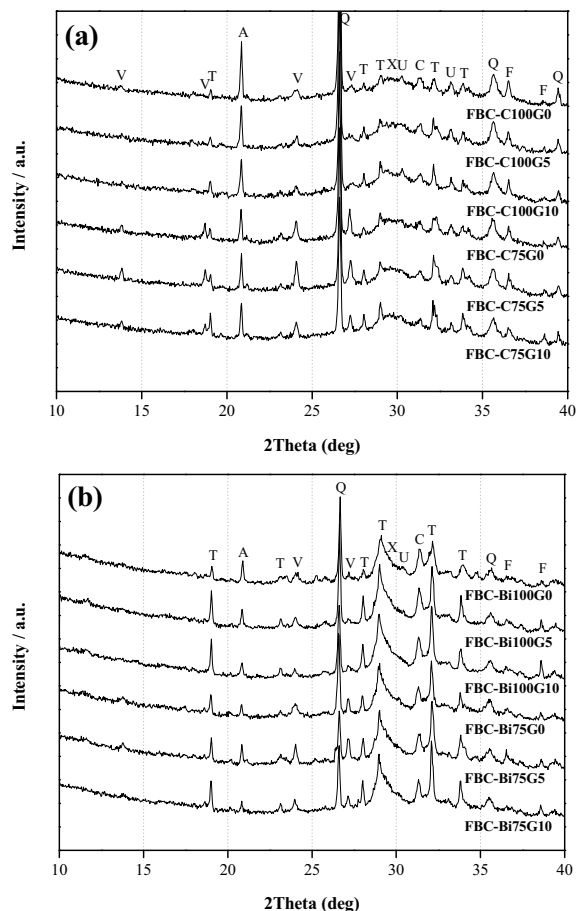 (a)
Q
A
V
V
T
V
V
T
T
X
U
C
T
U
T
Q
F
F
Q
FBC-C100G0
FBC-C100G5
FBC-C100G10
FBC-C75G0
FBC-C75G5
FBC-C75G10
Intensity / a.u.
10
15
20
25
30
35
40
2Theta (deg)
(b)
Q
T
A
T
V
V
T
T
X
U
C
T
T
Q
F
F
FBC-Bi100G0
FBC-Bi100G5
FBC-Bi100G10
FBC-Bi75G0
FBC-Bi75G5
FBC-Bi75G10
Intensity / a.u.
10
15
20
25
30
35
40
2Theta (deg)